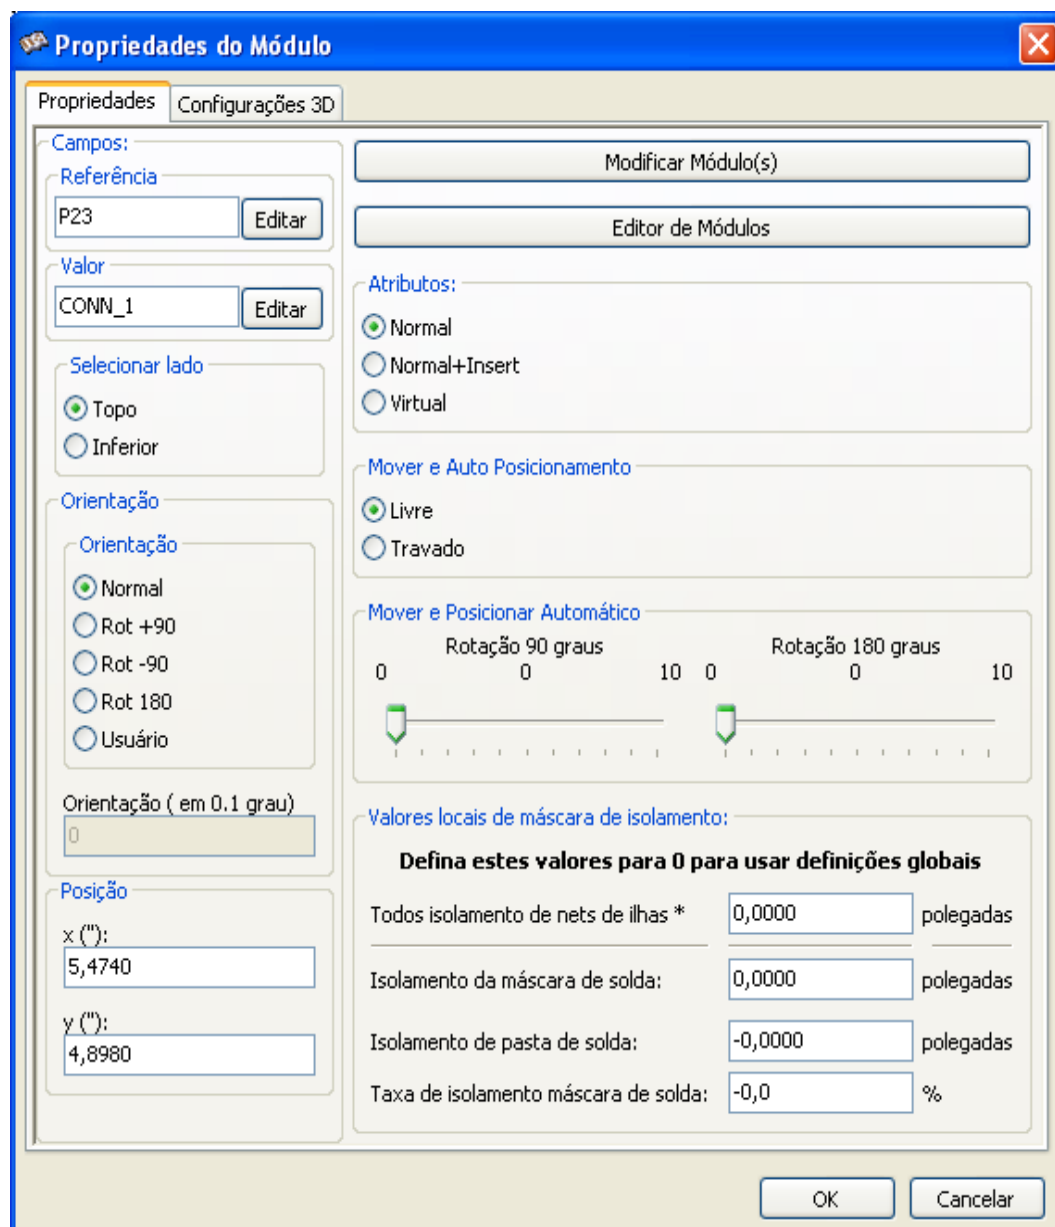 Propriedades do Módulo
Propriedades
Configurações 3D
Campos:
Referência
P23
Editar
Valor
CONN_1
Editar
Selecionar lado
Topo
Inferior
Orientação
Orientação
Normal
Rot +90
Rot -90
Rot 180
Usuário
Orientação ( em 0.1 grau)
0
Posição
x ("):
5,4740
y ("):
4,8980
Modificar Módulo(s)
Editor de Módulos
Atributos:
Normal
Normal+Insert
Virtual
Mover e Auto Posicionamento
Livre
Travado
Mover e Posicionar Automático
Rotação 90 graus
0 0 10
Rotação 180 graus
0 0 10
Valores locais de máscara de isolamento:
Defina estes valores para 0 para usar definições globais
Todos isolamento de nets de ilhas * 0,0000 polegadas
Isolamento da máscara de solda: 0,0000 polegadas
Isolamento de pasta de solda: -0,0000 polegadas
Taxa de isolamento máscara de solda: -0,0 %
OK
Cancelar